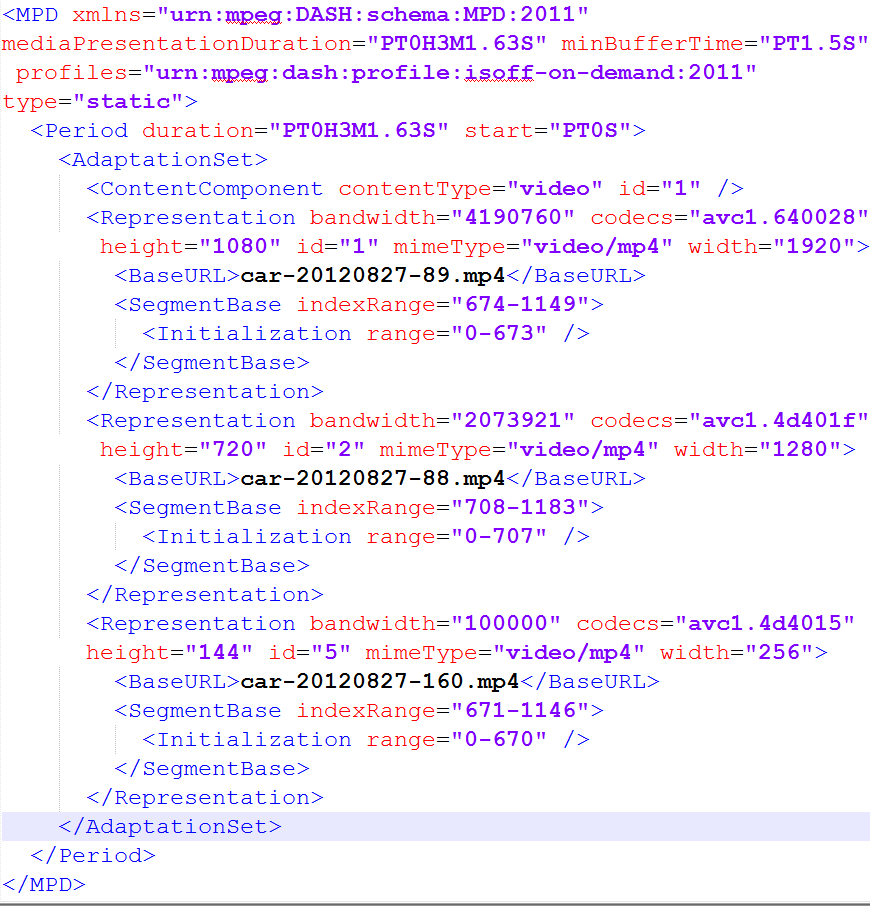 <MPD xmlns="urn:mpeg:DASH:schema:MPD:2011"
mediaPresentationDuration="PT0H3M1.63S" minBufferTime="PT1.5S"
profiles="urn:mpeg:dash:profile:isoff-on-demand:2011"
type="static">
<Period duration="PT0H3M1.63S" start="PT0S">
<AdaptationSet>
<ContentComponent contentType="video" id="1" />
<Representation bandwidth="4190760" codecs="avc1.640028"
height="1080" id="1" mimeType="video/mp4" width="1920">
<BaseURL>car-20120827-89.mp4</BaseURL>
<SegmentBase indexRange="674-1149">
<Initialization range="0-673" />
</SegmentBase>
</Representation>
<Representation bandwidth="2073921" codecs="avc1.4d401f"
height="720" id="2" mimeType="video/mp4" width="1280">
<BaseURL>car-20120827-88.mp4</BaseURL>
<SegmentBase indexRange="708-1183">
<Initialization range="0-707" />
</SegmentBase>
</Representation>
<Representation bandwidth="100000" codecs="avc1.4d4015"
height="144" id="5" mimeType="video/mp4" width="256">
<BaseURL>car-20120827-160.mp4</BaseURL>
<SegmentBase indexRange="671-1146">
<Initialization range="0-670" />
</SegmentBase>
</Representation>
</AdaptationSet>
</Period>
</MPD>